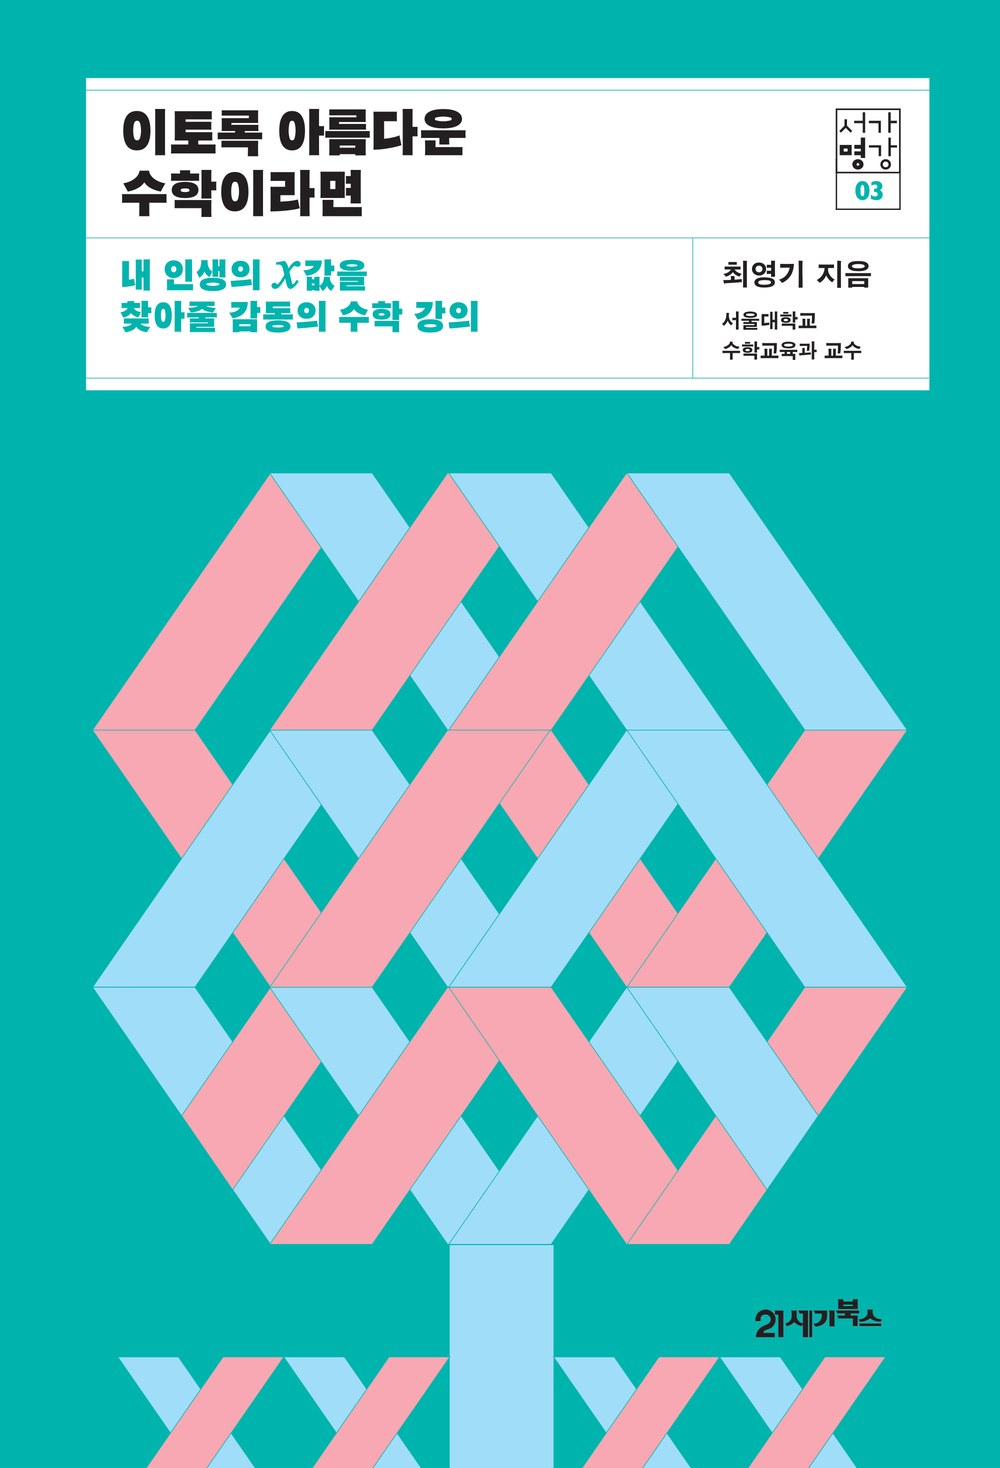 이토록 아름다운
수학이라면
서가
명강
03
내 인생의 x값을
찾아줄 감동의 수학 강의
최영기 지음
서울대학교
수학교육과 교수
21세기북스